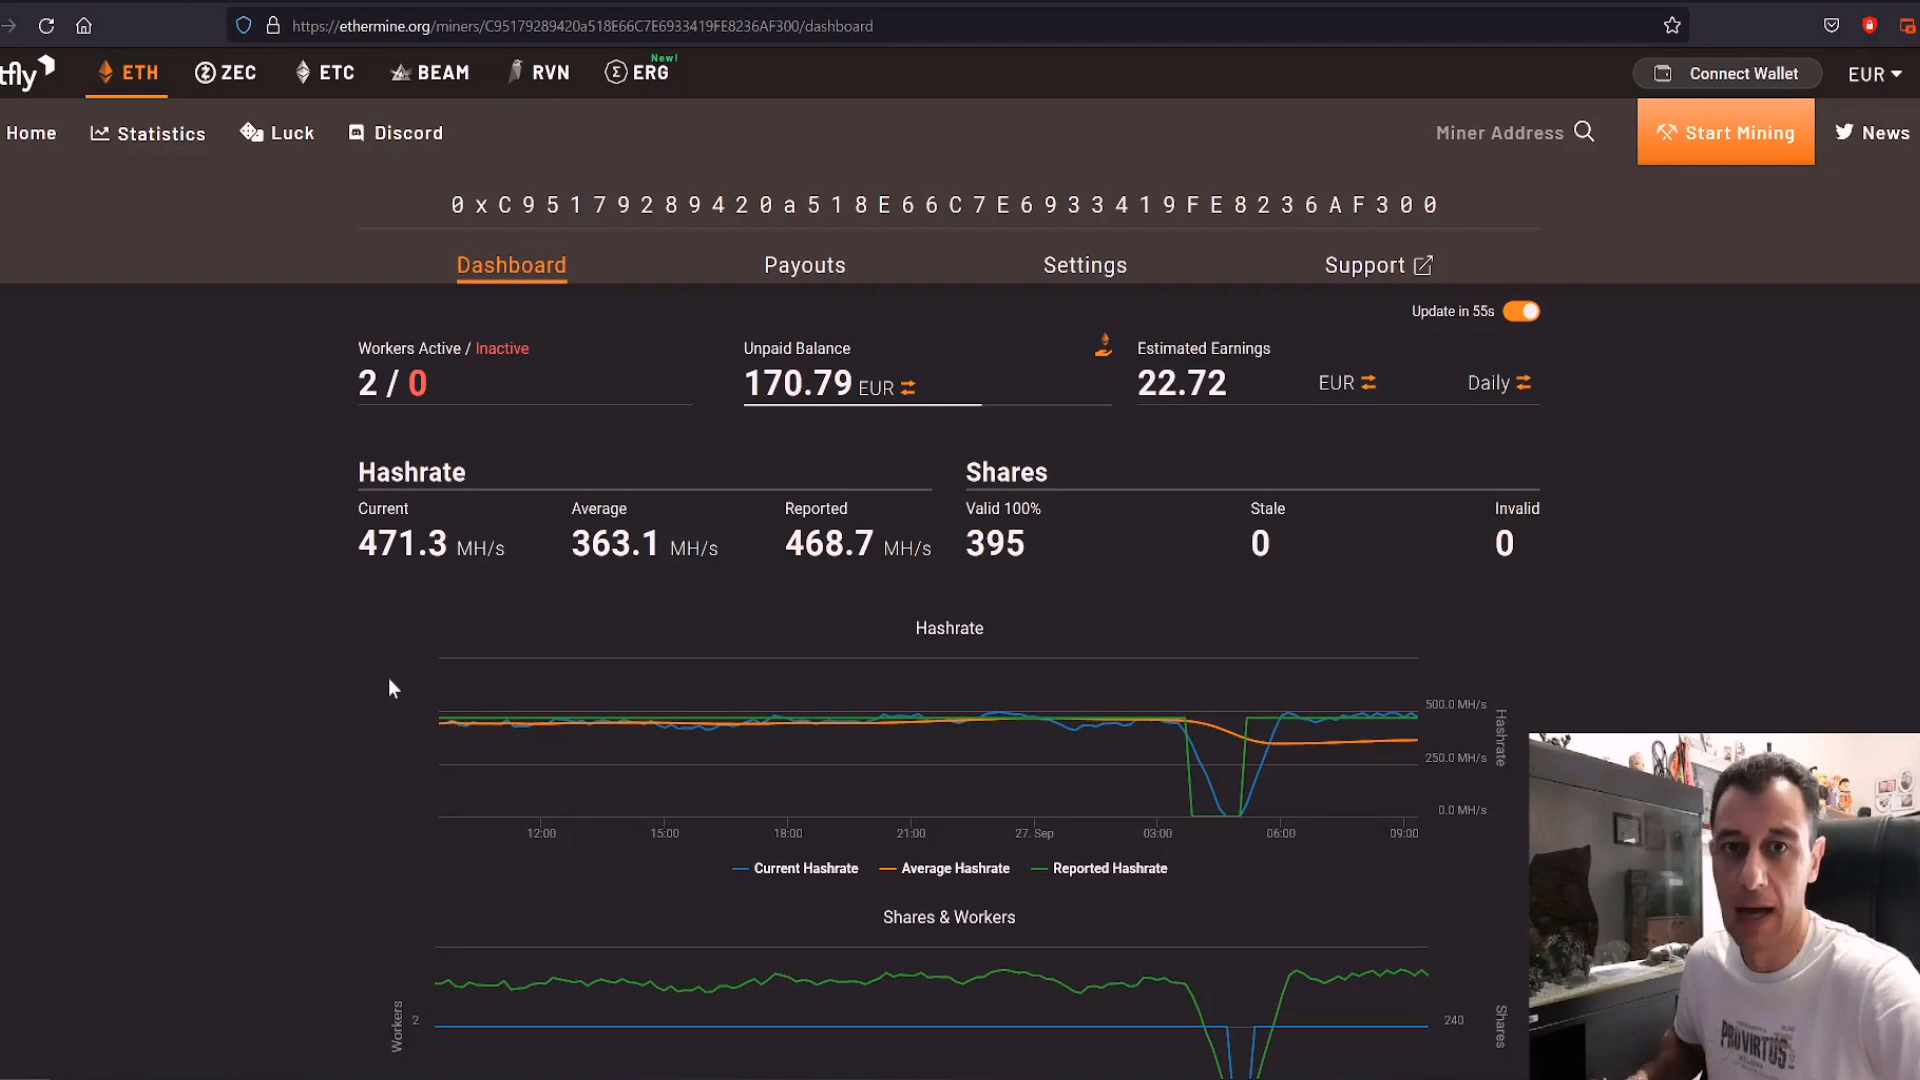 https://ethermine.org/miners/C95179289420a518E66C7E6933419FE8236AF300/dashboard
tfly
ETH
ZEC
ETC
BEAM
RVN
ERG
New!
Connect Wallet
EUR
Home
Statistics
Luck
Discord
Miner Address
Start Mining
News
0xC95179289420a518E66C7E6933419FE8236AF300
Dashboard
Payouts
Settings
Support
Update in 55s
Workers Active / Inactive
2 / 0
Unpaid Balance
170.79 EUR
Estimated Earnings
22.72
EUR
Daily
Hashrate
Current
471.3 MH/s
Average
363.1 MH/s
Reported
468.7 MH/s
Shares
Valid 100%
395
Stale
0
Invalid
0
Hashrate
500.0 MH/s
250.0 MH/s
0.0 MH/s
Hashrate
12:00
15:00
18:00
21:00
27. Sep
03:00
06:00
09:00
Current Hashrate
Average Hashrate
Reported Hashrate
Shares & Workers
Workers
2
240
Shares
PROVIRTUS